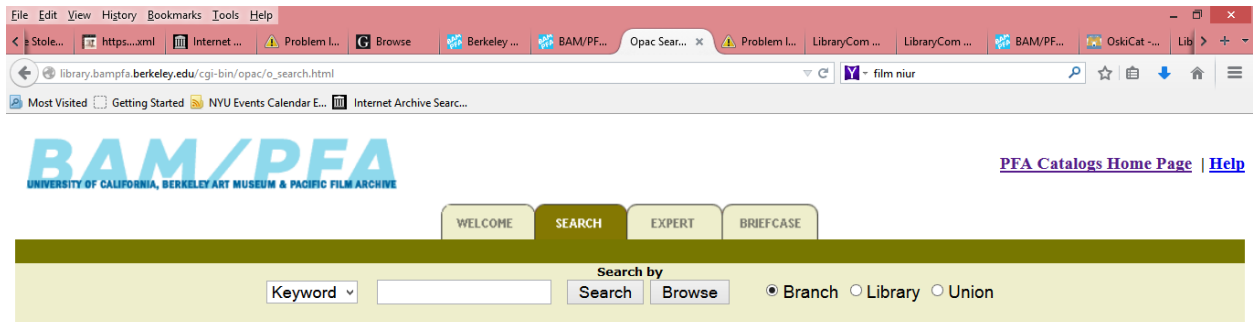 File Edit View History Bookmarks Tools Help
e Stole... https...xml Internet ... Problem l... Browse Berkeley ... BAM/PF... Opac Sear... Problem l... LibraryCom ... LibraryCom ... BAM/PF... OskiCat -... Lib
library.bampfa.berkeley.edu/cgi-bin/opac/o_search.html film niur
Most Visited Getting Started NYU Events Calendar E... Internet Archive Searc...
BAM/PFA
UNIVERSITY OF CALIFORNIA, BERKELEY ART MUSEUM & PACIFIC FILM ARCHIVE
PFA Catalogs Home Page | Help
WELCOME SEARCH EXPERT BRIEFCASE
Search by
Keyword Search Browse Branch Library Union